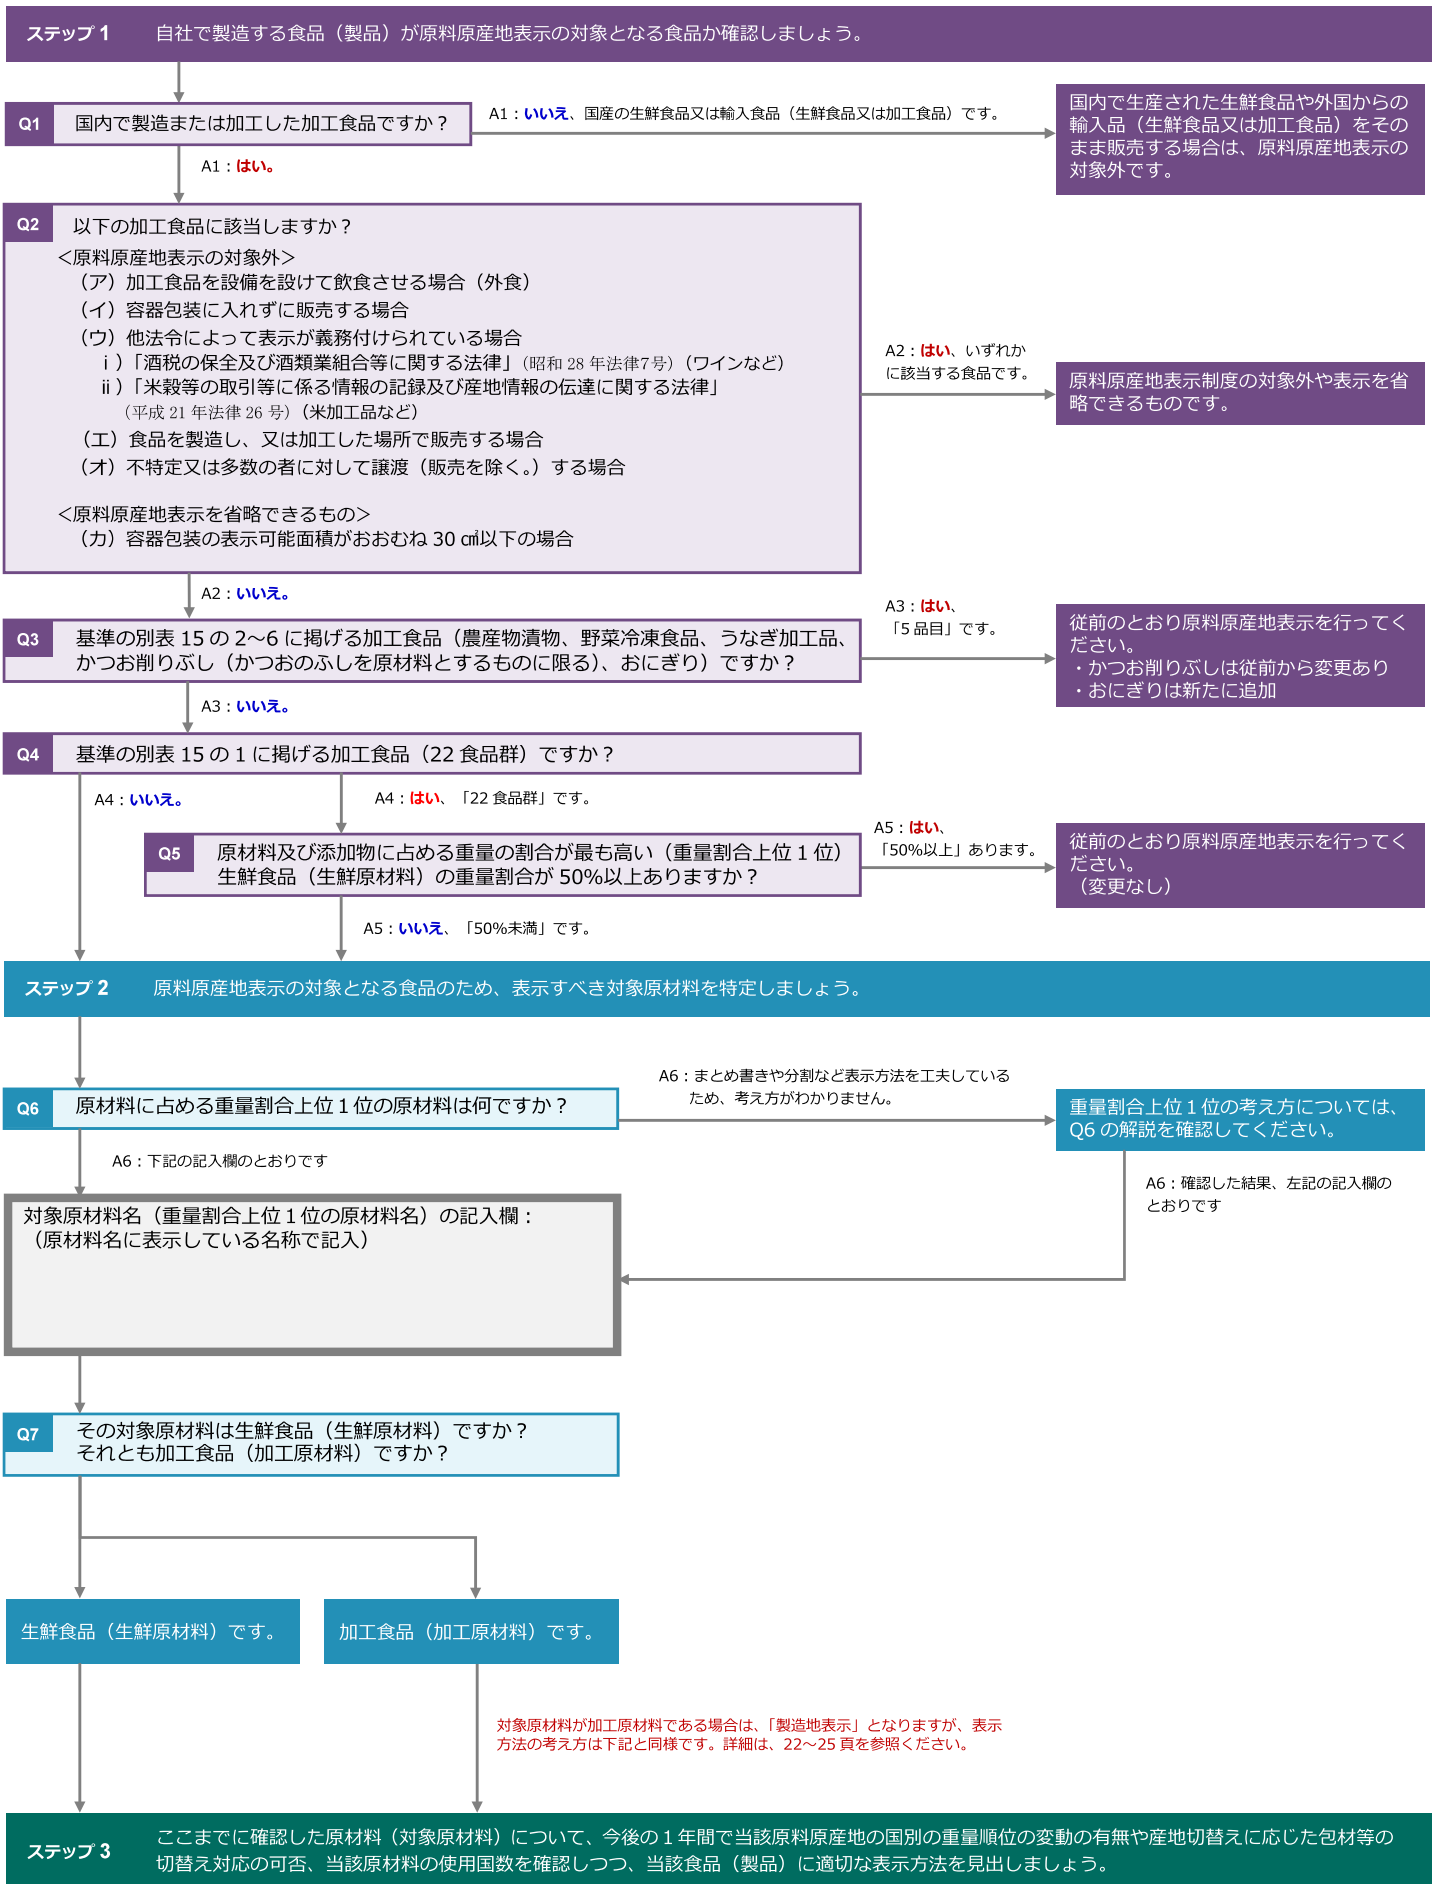 ステップ 1 自社で製造する食品（製品）が原料原産地表示の対象となる食品か確認しましょう。
Q1 国内で製造または加工した加工食品ですか？
A1：いいえ、国産の生鮮食品又は輸入食品（生鮮食品又は加工食品）です。
国内で生産された生鮮食品や外国からの
輸入品（生鮮食品又は加工食品）をその
まま販売する場合は、原料原産地表示の
対象外です。
A1：はい。
Q2 以下の加工食品に該当しますか？
＜原料原産地表示の対象外＞
（ア）加工食品を設備を設けて飲食させる場合（外食）
（イ）容器包装に入れずに販売する場合
（ウ）他法令によって表示が義務付けられている場合
ⅰ）「酒税の保全及び酒類業組合等に関する法律」（昭和 28 年法律7号）（ワインなど）
ⅱ）「米穀等の取引等に係る情報の記録及び産地情報の伝達に関する法律」
（平成 21 年法律 26 号）（米加工品など）
（エ）食品を製造し、又は加工した場所で販売する場合
（オ）不特定又は多数の者に対して譲渡（販売を除く。）する場合
＜原料原産地表示を省略できるもの＞
（カ）容器包装の表示可能面積がおおむね 30 ㎠以下の場合
A2：はい、いずれか
に該当する食品です。
原料原産地表示制度の対象外や表示を省
略できるものです。
A2：いいえ。
Q3 基準の別表 15 の 2～6 に掲げる加工食品（農産物漬物、野菜冷凍食品、うなぎ加工品、
かつお削りぶし（かつおのふしを原材料とするものに限る）、おにぎり）ですか？
A3：はい、
「5 品目」です。
従前のとおり原料原産地表示を行ってく
ださい。
・かつお削りぶしは従前から変更あり
・おにぎりは新たに追加
A3：いいえ。
Q4 基準の別表 15 の 1 に掲げる加工食品（22 食品群）ですか？
A4：いいえ。
A4：はい、「22 食品群」です。
Q5 原材料及び添加物に占める重量の割合が最も高い（重量割合上位 1 位）
生鮮食品（生鮮原材料）の重量割合が 50%以上ありますか？
A5：はい、
「50%以上」あります。
従前のとおり原料原産地表示を行ってく
ださい。
（変更なし）
A5：いいえ、「50%未満」です。
ステップ 2 原料原産地表示の対象となる食品のため、表示すべき対象原材料を特定しましょう。
Q6 原材料に占める重量割合上位 1 位の原材料は何ですか？
A6：まとめ書きや分割など表示方法を工夫している
ため、考え方がわかりません。
重量割合上位 1 位の考え方については、
Q6 の解説を確認してください。
A6：下記の記入欄のとおりです
A6：確認した結果、左記の記入欄の
とおりです
対象原材料名（重量割合上位 1 位の原材料名）の記入欄：
（原材料名に表示している名称で記入）
Q7 その対象原材料は生鮮食品（生鮮原材料）ですか？
それとも加工食品（加工原材料）ですか？
生鮮食品（生鮮原材料）です。
加工食品（加工原材料）です。
対象原材料が加工原材料である場合は、「製造地表示」となりますが、表示
方法の考え方は下記と同様です。詳細は、22～25 頁を参照ください。
ステップ 3 ここまでに確認した原材料（対象原材料）について、今後の 1 年間で当該原料原産地の国別の重量順位の変動の有無や産地切替えに応じた包材等の
切替え対応の可否、当該原材料の使用国数を確認しつつ、当該食品（製品）に適切な表示方法を見出しましょう。